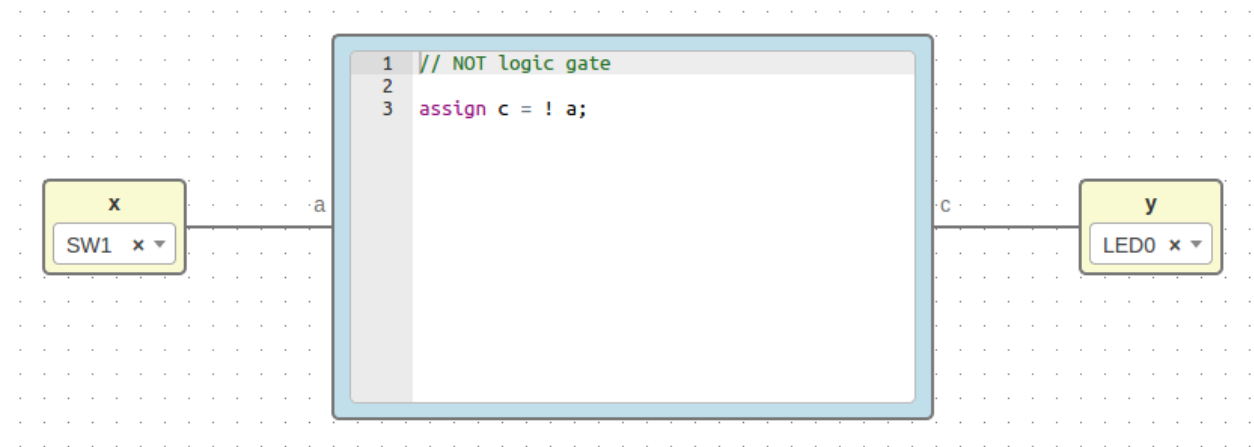 1 // NOT logic gate
2
3 assign c = ! a;
x
a
c
y
SW1 × ▾
LED0 × ▾